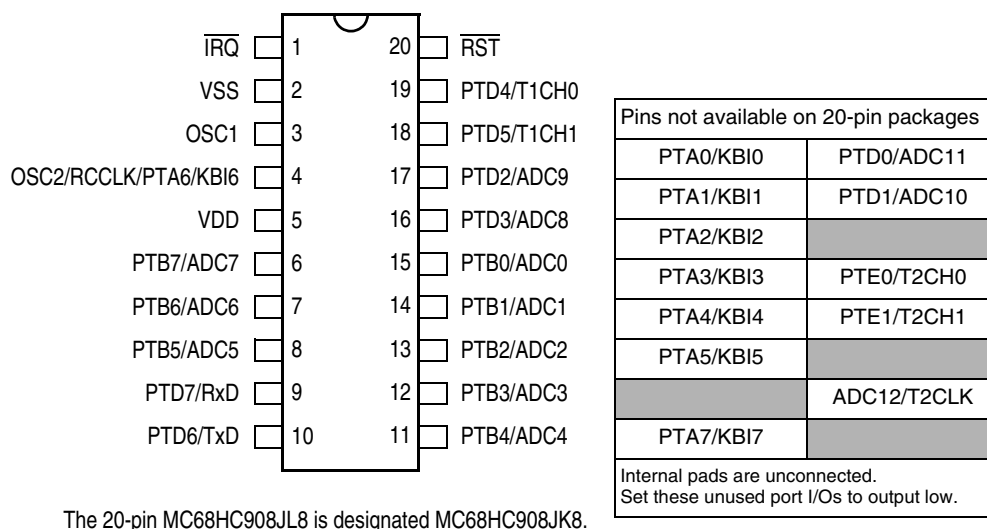 IRQ 1 20 RST
VSS 2 19 PTD4/T1CH0
OSC1 3 18 PTD5/T1CH1
OSC2/RCCLK/PTA6/KBI6 4 17 PTD2/ADC9
VDD 5 16 PTD3/ADC8
PTB7/ADC7 6 15 PTB0/ADC0
PTB6/ADC6 7 14 PTB1/ADC1
PTB5/ADC5 8 13 PTB2/ADC2
PTD7/RxD 9 12 PTB3/ADC3
PTD6/TxD 10 11 PTB4/ADC4
Pins not available on 20-pin packages
PTA0/KBI0 PTD0/ADC11
PTA1/KBI1 PTD1/ADC10
PTA2/KBI2
PTA3/KBI3 PTE0/T2CH0
PTA4/KBI4 PTE1/T2CH1
PTA5/KBI5
ADC12/T2CLK
PTA7/KBI7
Internal pads are unconnected.
Set these unused port I/Os to output low.
The 20-pin MC68HC908JL8 is designated MC68HC908JK8.